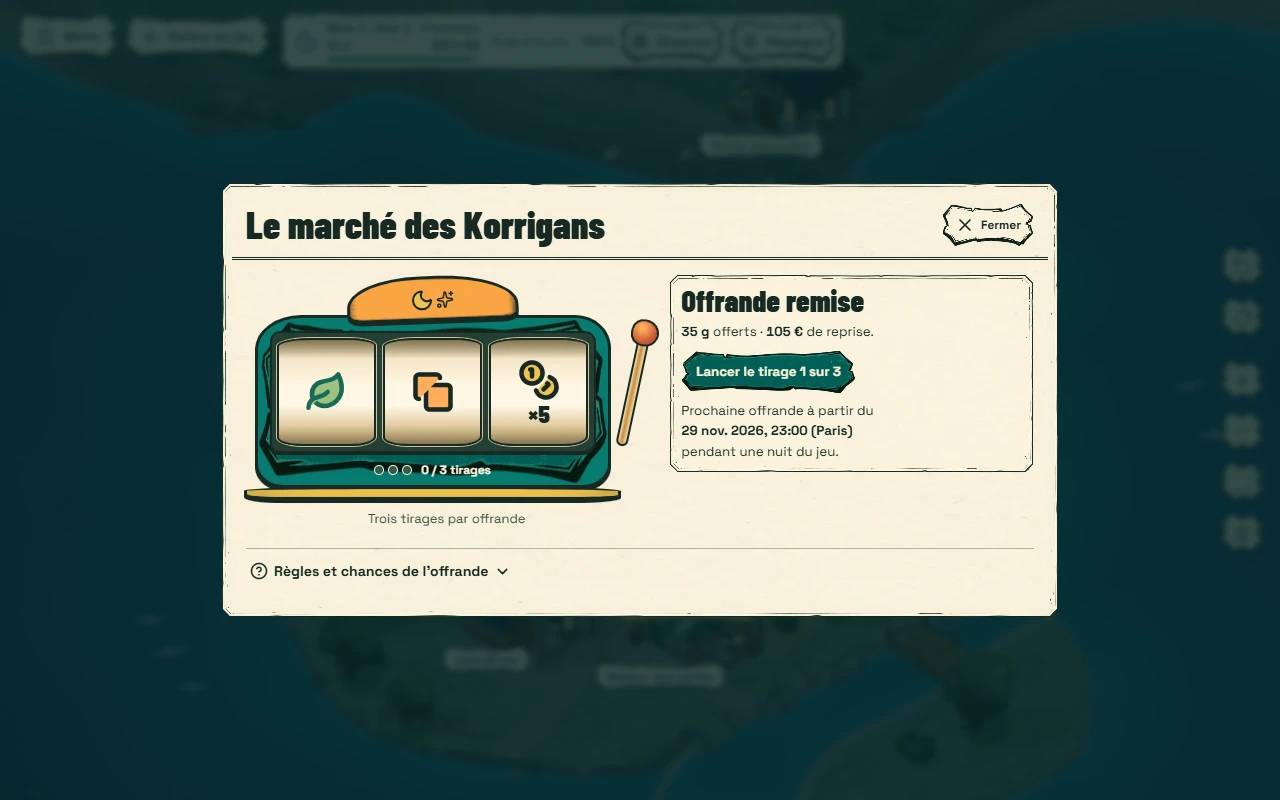 Le marché des Korrigans
Fermer
1
×5
0 / 3 tirages
Trois tirages par offrande
Offrande remise
35 g offerts · 105 € de reprise.
Lancer le tirage 1 sur 3
Prochaine offrande à partir du
29 nov. 2026, 23:00 (Paris)
pendant une nuit du jeu.
Règles et chances de l'offrande